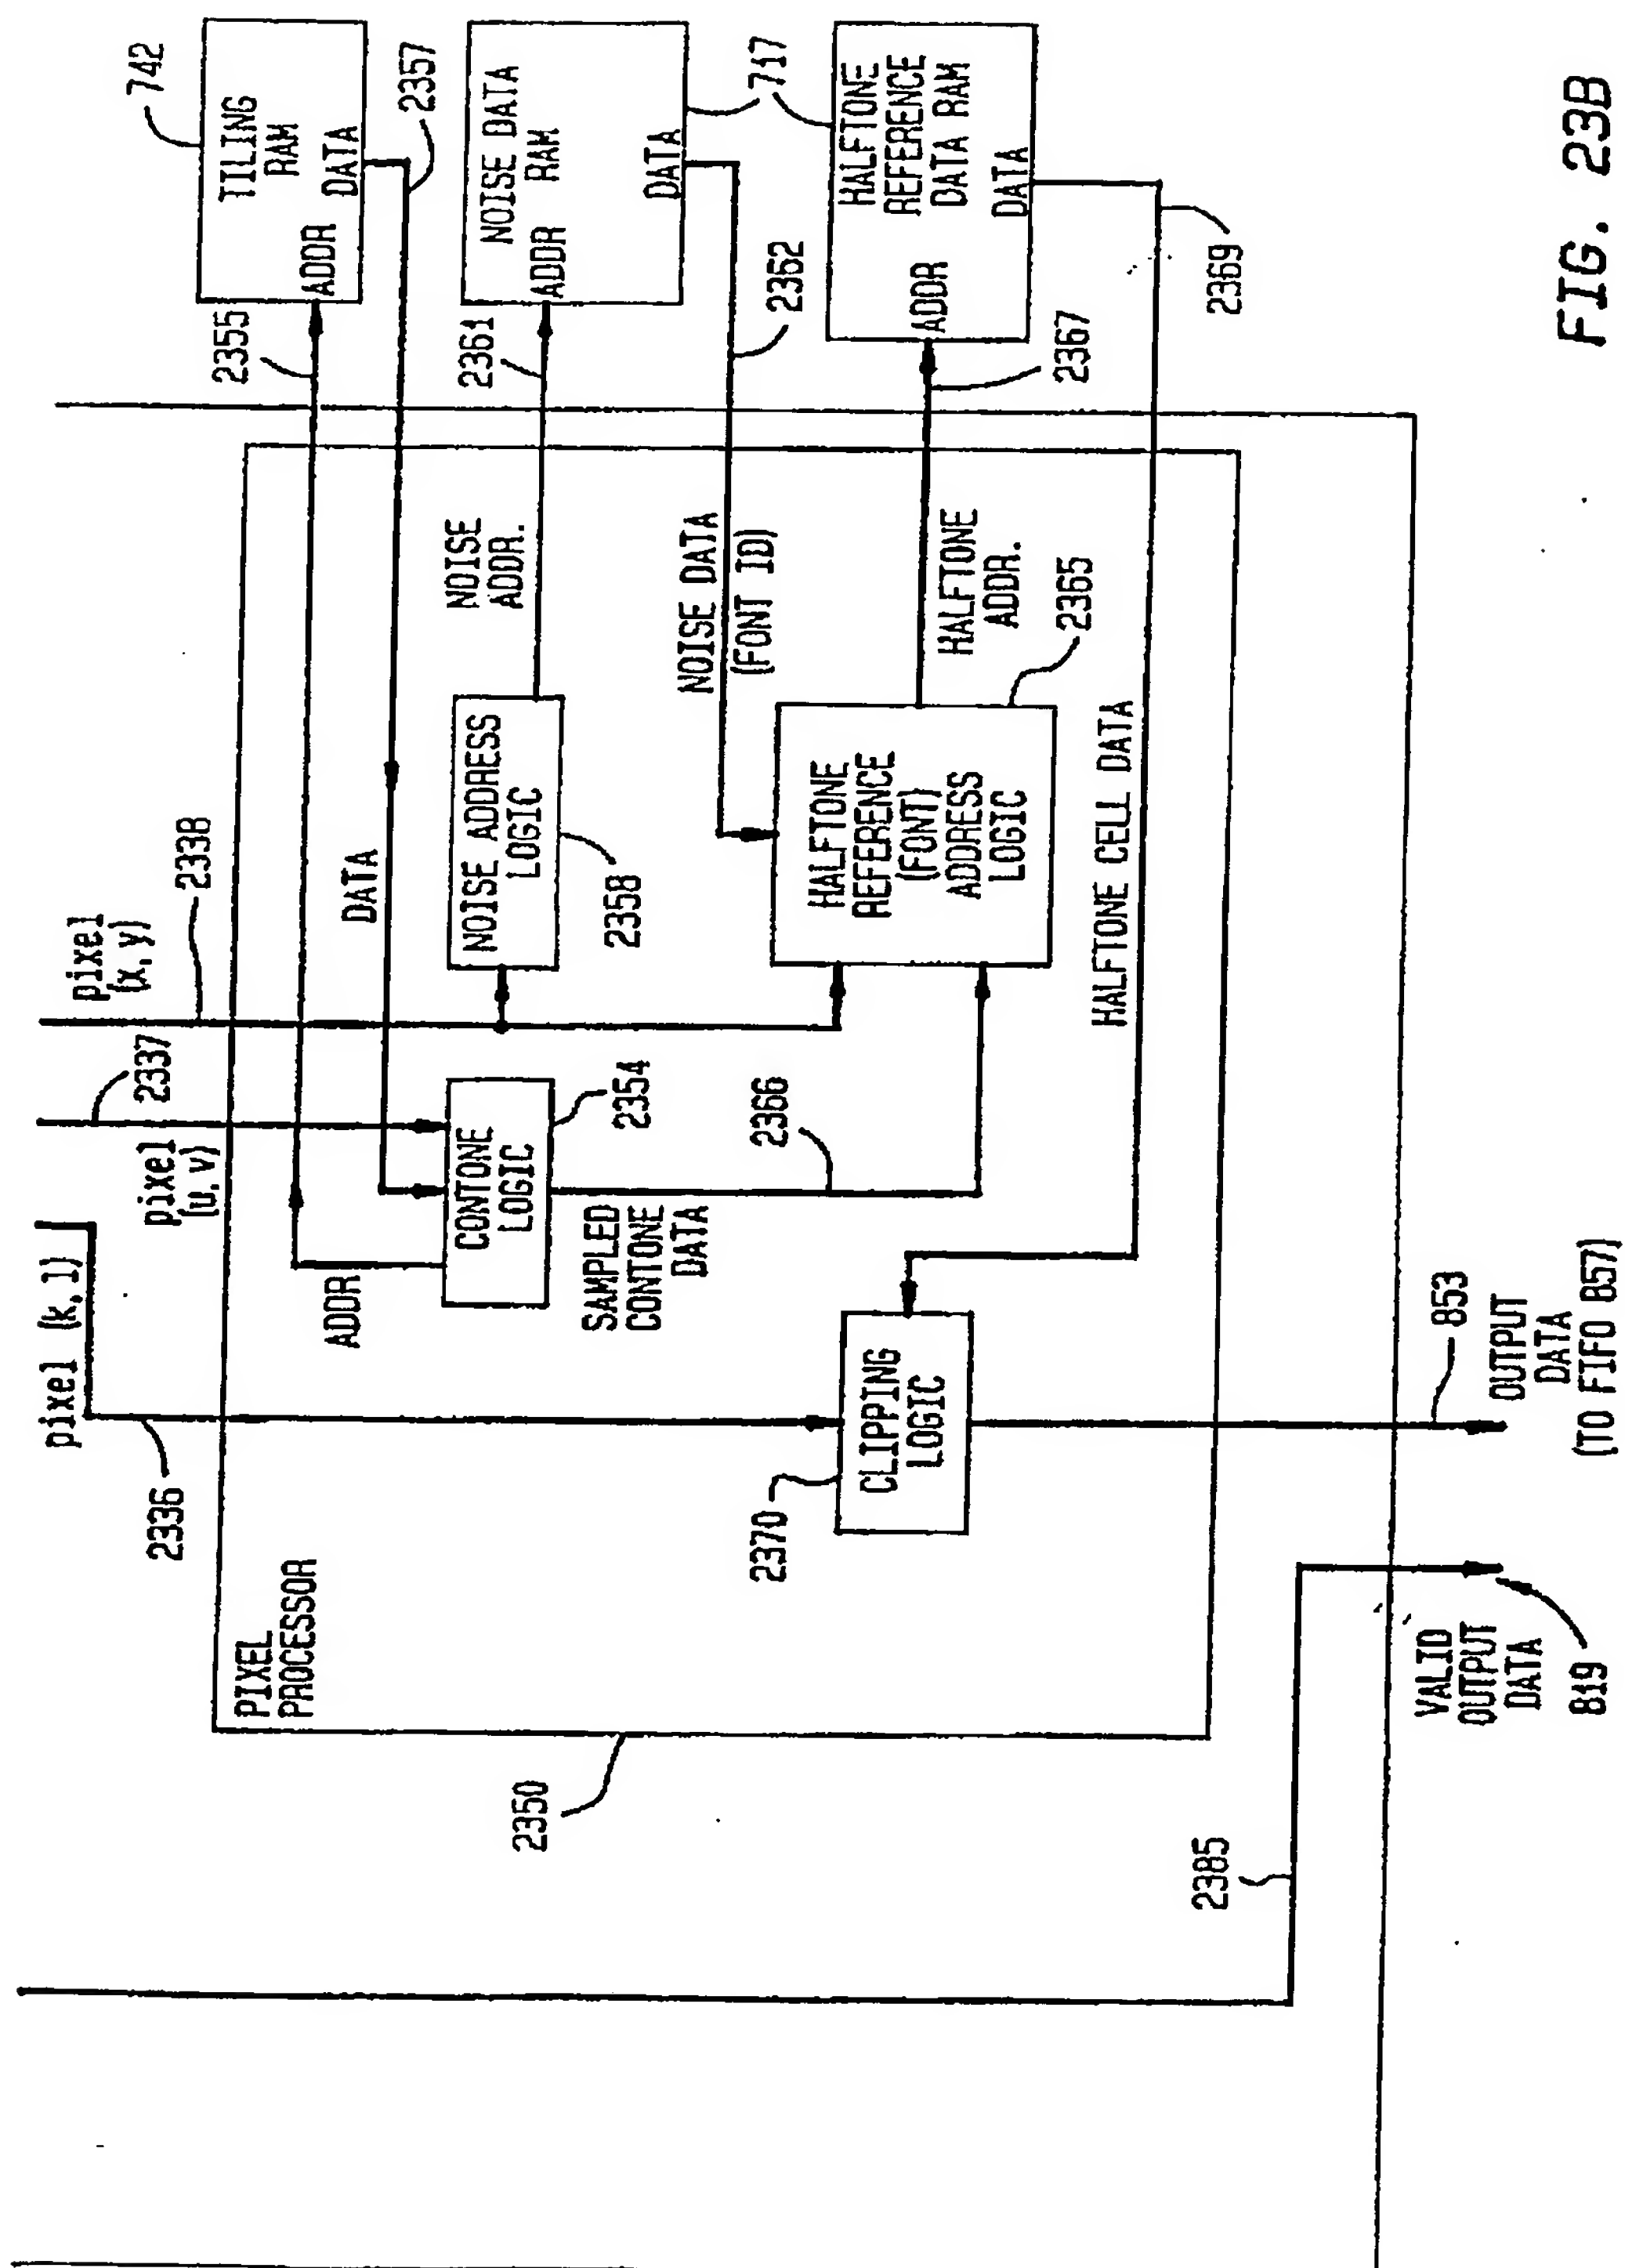 pixel (k, l)
2336
pixel
(u, v)
2337
pixel
(x, y)
2338
PIXEL
PROCESSOR
2350
ADDR
DATA
2355
742
TILING
RAM
ADDR
DATA
2357
CONTONE
LOGIC
2354
SAMPLED
CONTONE
DATA
2366
NOISE ADDRESS
LOGIC
2358
NOISE
ADDR.
2361
NOISE DATA
RAM
ADDR
DATA
717
NOISE DATA
(FONT ID)
2362
HALFTONE
REFERENCE
(FONT)
ADDRESS
LOGIC
2365
HALFTONE
ADDR.
2367
HALFTONE
REFERENCE
DATA RAM
ADDR
DATA
2369
HALFTONE CELL DATA
CLIPPING
LOGIC
2370
2385
VALID
OUTPUT
DATA
819
853
OUTPUT
DATA
(TO FIFO 857)
FIG. 23B